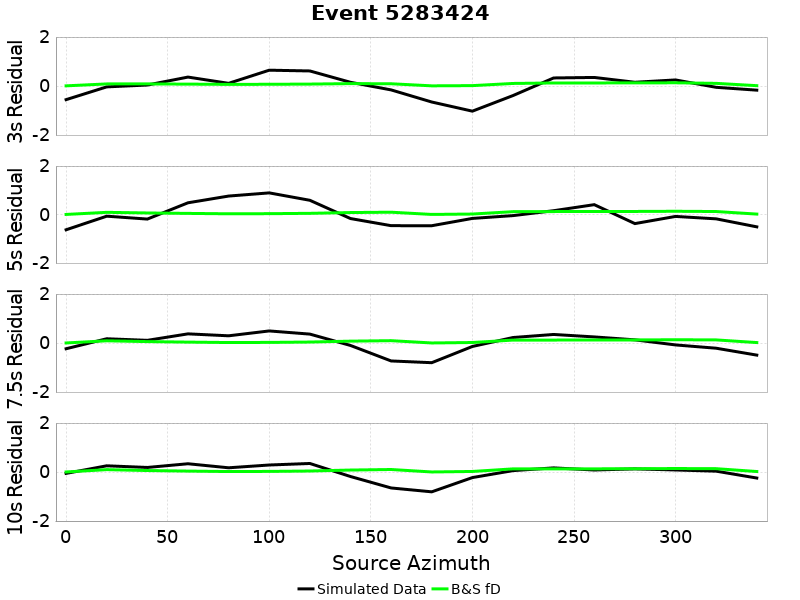 Event 5283424
3s Residual
2
0
-2
5s Residual
2
0
-2
7.5s Residual
2
0
-2
10s Residual
2
0
-2
0 50 100 150 200 250 300
Source Azimuth
Simulated Data B&S fD